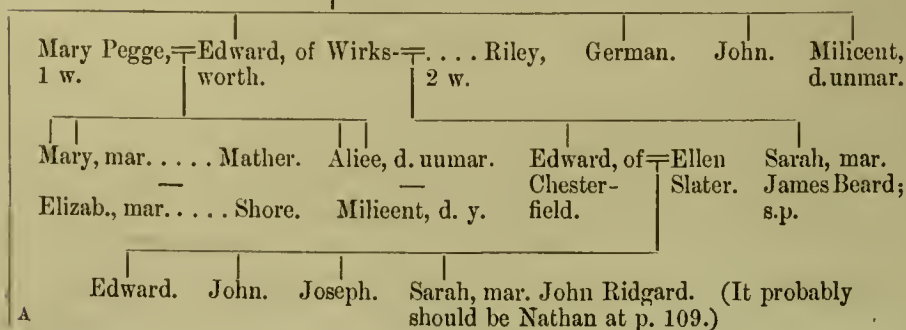 Mary Pegge,=Edward, of Wirks-=. . . . Riley, German. John. Milicent,
1 w. worth. 2 w. d. unmar.
Mary, mar. . . . . Mather. Alice, d. unmar. Edward, of=Ellen Sarah, mar.
Chester- Slater. James Beard;
Elizab., mar. . . . . Shore. Milicent, d. y. field. s.p.
Edward. John. Joseph. Sarah, mar. John Ridgard. (It probably
A should be Nathan at p. 109.)